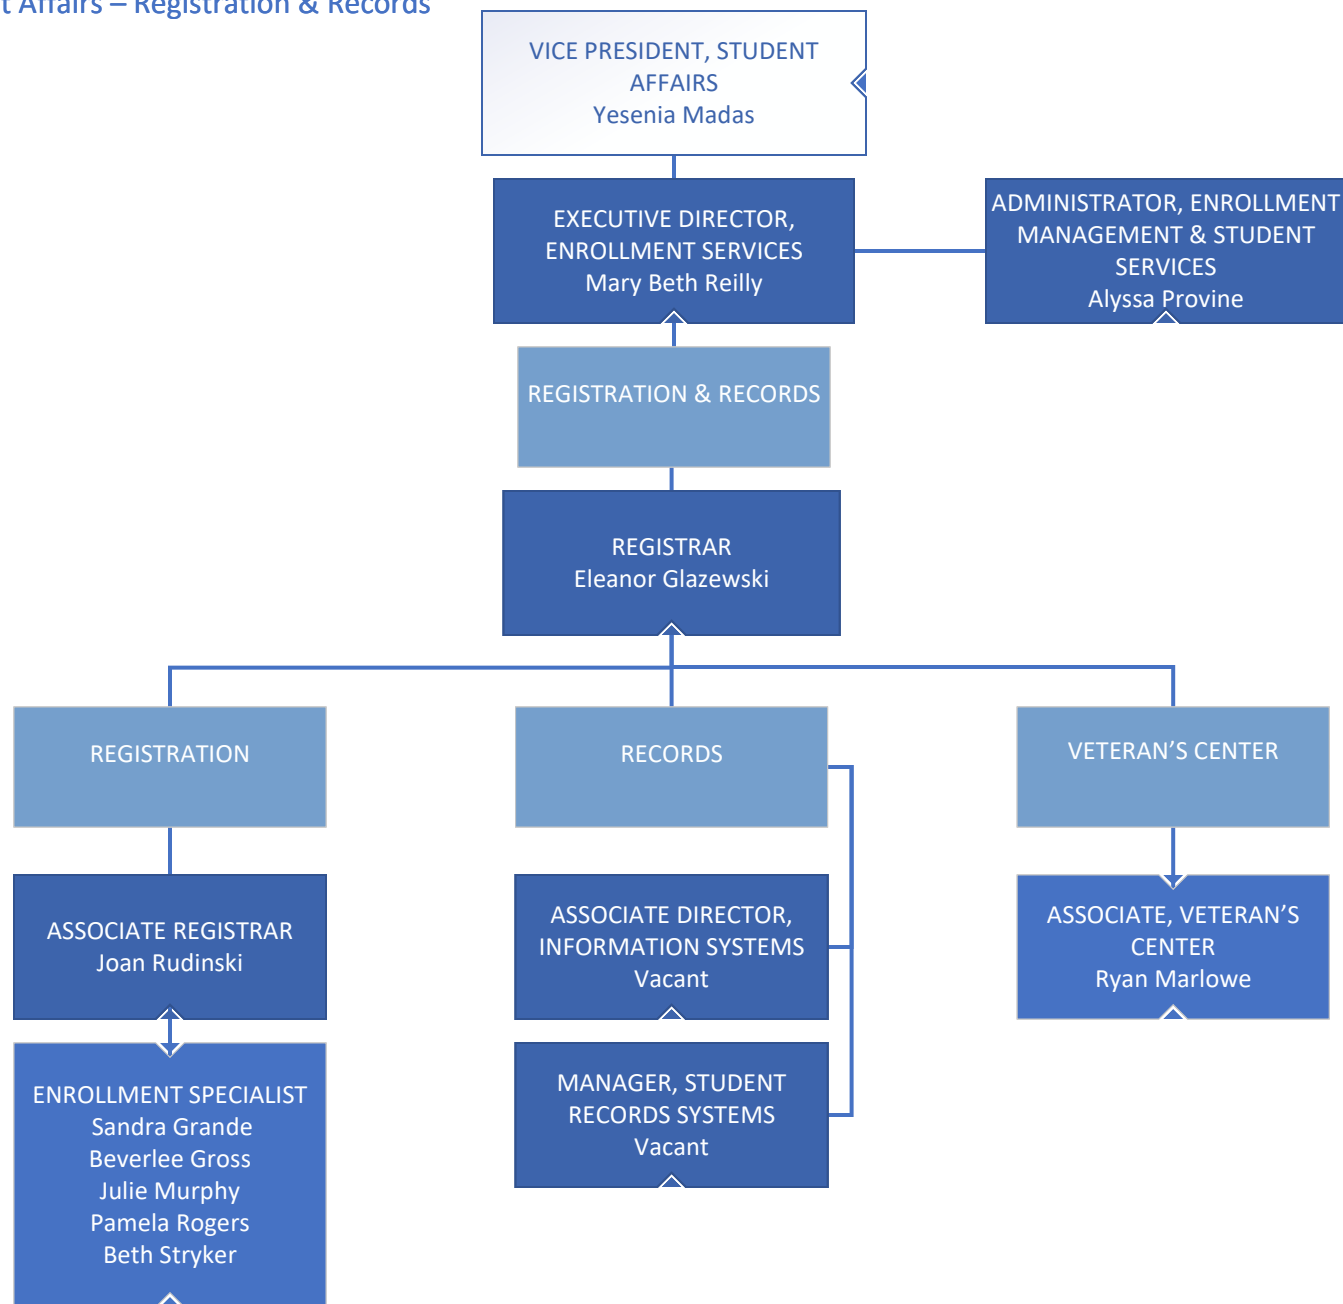 t Affairs – Registration & Records
VICE PRESIDENT, STUDENT
AFFAIRS
Yesenia Madas
EXECUTIVE DIRECTOR,
ENROLLMENT SERVICES
Mary Beth Reilly
ADMINISTRATOR, ENROLLMENT
MANAGEMENT & STUDENT
SERVICES
Alyssa Provine
REGISTRATION & RECORDS
REGISTRAR
Eleanor Glazewski
REGISTRATION
RECORDS
VETERAN’S CENTER
ASSOCIATE REGISTRAR
Joan Rudinski
ASSOCIATE DIRECTOR,
INFORMATION SYSTEMS
Vacant
ASSOCIATE, VETERAN’S
CENTER
Ryan Marlowe
ENROLLMENT SPECIALIST
Sandra Grande
Beverlee Gross
Julie Murphy
Pamela Rogers
Beth Stryker
MANAGER, STUDENT
RECORDS SYSTEMS
Vacant